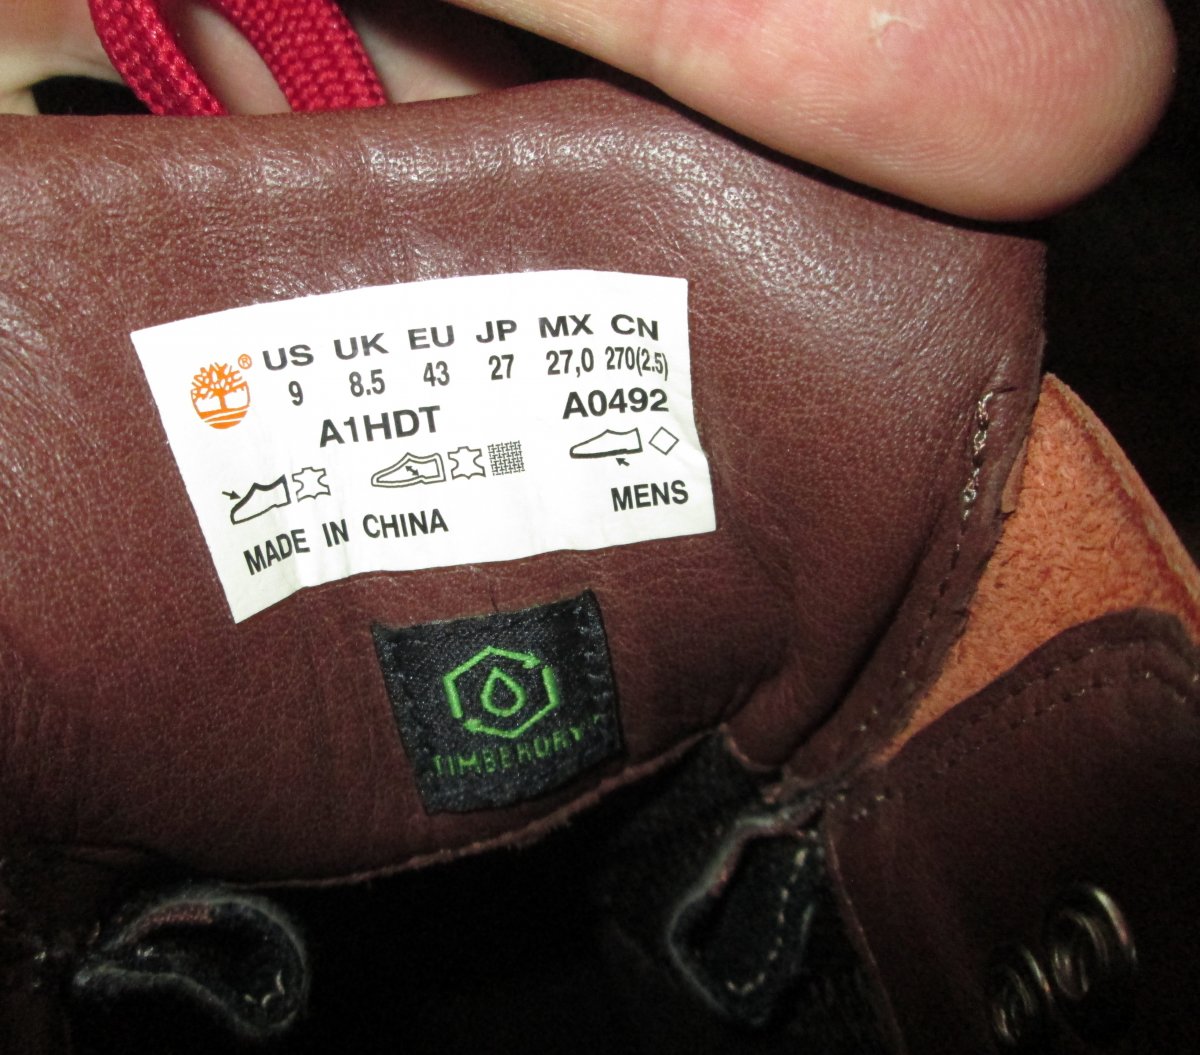 ® US UK EU JP MX CN
9 8.5 43 27 27,0 270(2.5)
A1HDT A0492
MADE IN CHINA MENS
TIMBERDRY™